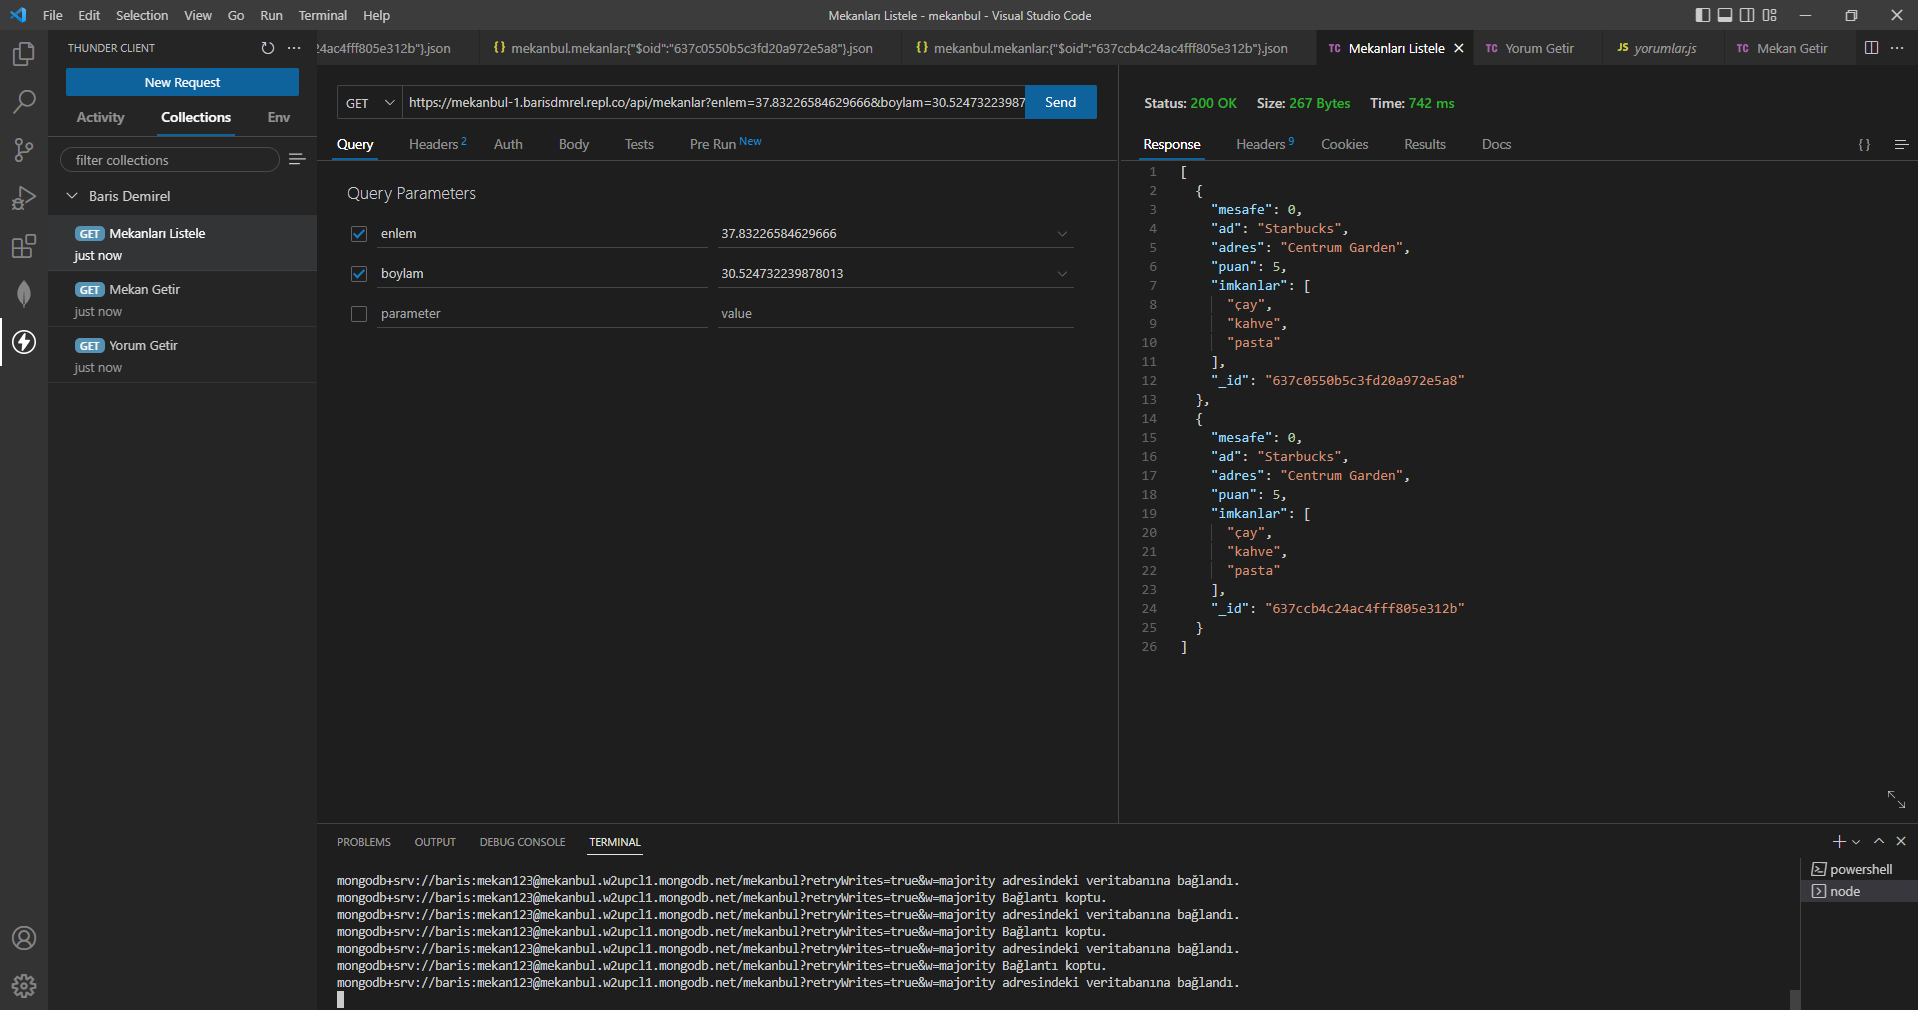 File Edit Selection View Go Run Terminal Help
Mekanları Listele - mekanbul - Visual Studio Code
THUNDER CLIENT
New Request
Activity Collections Env
filter collections
Baris Demirel
GET Mekanları Listele
just now
GET Mekan Getir
just now
GET Yorum Getir
just now
24ac4fff805e312b"}.json
{} mekanbul.mekanlar:{"$oid":"637c0550b5c3fd20a972e5a8"}.json
{} mekanbul.mekanlar:{"$oid":"637ccb4c24ac4fff805e312b"}.json
TC Mekanları Listele
TC Yorum Getir
JS yorumlar.js
TC Mekan Getir
GET https://mekanbul-1.barisdmrel.repl.co/api/mekanlar?enlem=37.83226584629666&boylam=30.52473223987 Send
Query Headers 2 Auth Body Tests Pre Run New
Query Parameters
enlem 37.83226584629666
boylam 30.524732239878013
parameter value
Status: 200 OK Size: 267 Bytes Time: 742 ms
Response Headers 9 Cookies Results Docs {}
1 [
2 {
3 "mesafe": 0,
4 "ad": "Starbucks",
5 "adres": "Centrum Garden",
6 "puan": 5,
7 "imkanlar": [
8 "çay",
9 "kahve",
10 "pasta"
11 ],
12 "_id": "637c0550b5c3fd20a972e5a8"
13 },
14 {
15 "mesafe": 0,
16 "ad": "Starbucks",
17 "adres": "Centrum Garden",
18 "puan": 5,
19 "imkanlar": [
20 "çay",
21 "kahve",
22 "pasta"
23 ],
24 "_id": "637ccb4c24ac4fff805e312b"
25 }
26 ]
PROBLEMS OUTPUT DEBUG CONSOLE TERMINAL
mongodb+srv://baris:mekan123@mekanbul.w2upcl1.mongodb.net/mekanbul?retryWrites=true&w=majority adresindeki veritabanına bağlandı.
mongodb+srv://baris:mekan123@mekanbul.w2upcl1.mongodb.net/mekanbul?retryWrites=true&w=majority Bağlantı koptu.
mongodb+srv://baris:mekan123@mekanbul.w2upcl1.mongodb.net/mekanbul?retryWrites=true&w=majority adresindeki veritabanına bağlandı.
mongodb+srv://baris:mekan123@mekanbul.w2upcl1.mongodb.net/mekanbul?retryWrites=true&w=majority Bağlantı koptu.
mongodb+srv://baris:mekan123@mekanbul.w2upcl1.mongodb.net/mekanbul?retryWrites=true&w=majority adresindeki veritabanına bağlandı.
mongodb+srv://baris:mekan123@mekanbul.w2upcl1.mongodb.net/mekanbul?retryWrites=true&w=majority Bağlantı koptu.
mongodb+srv://baris:mekan123@mekanbul.w2upcl1.mongodb.net/mekanbul?retryWrites=true&w=majority adresindeki veritabanına bağlandı.
powershell
node